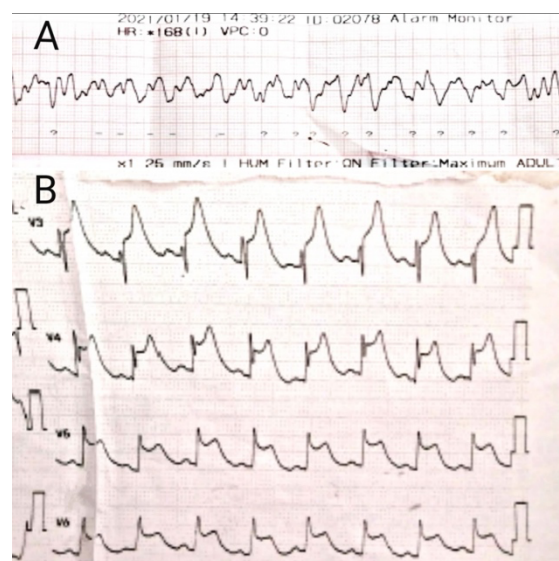 A
2021/01/19 14:39:22 ID:02078 Alarm Monitor
HR:*168(I) VPC:0
? - - - - - ? ? ? ? ? ? ? ? ? ?
x1 25 mm/s I HUM Filter:ON Filter:Maximum ADUL
B
V3
V4
V5
V6